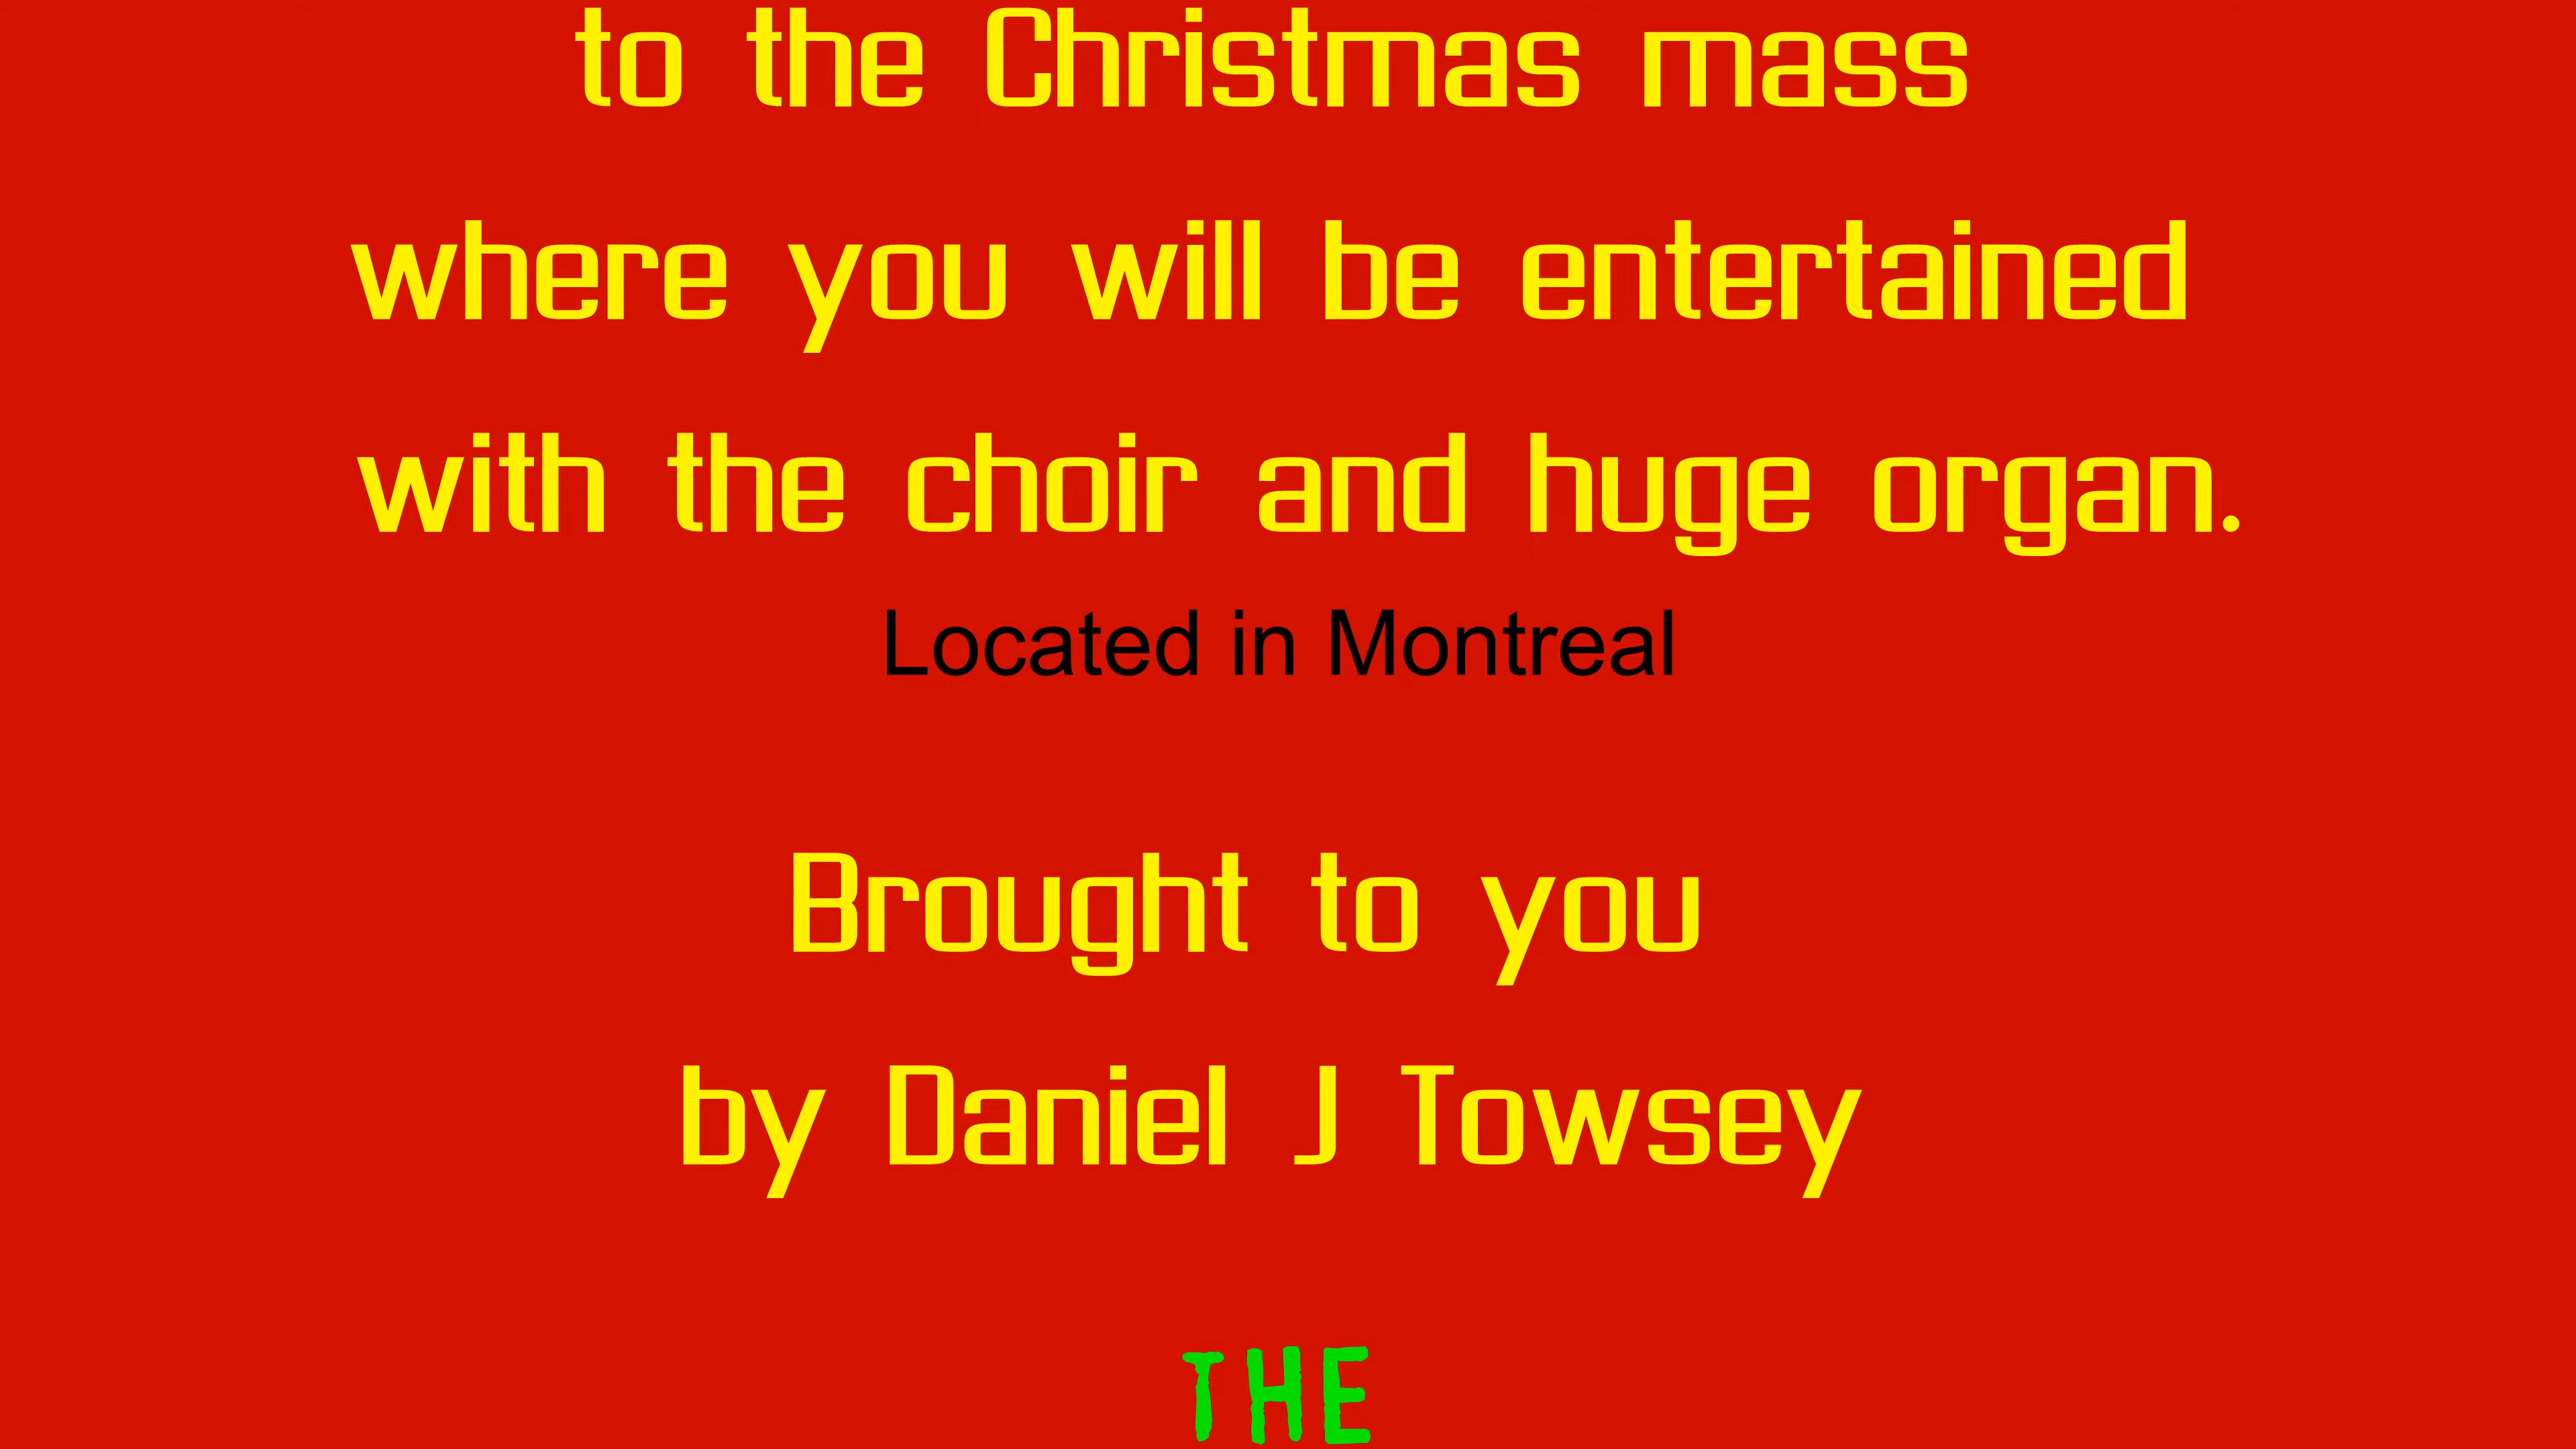 to the Christmas mass
where you will be entertained
with the choir and huge organ.
Located in Montreal
Brought to you
by Daniel J Towsey
THE